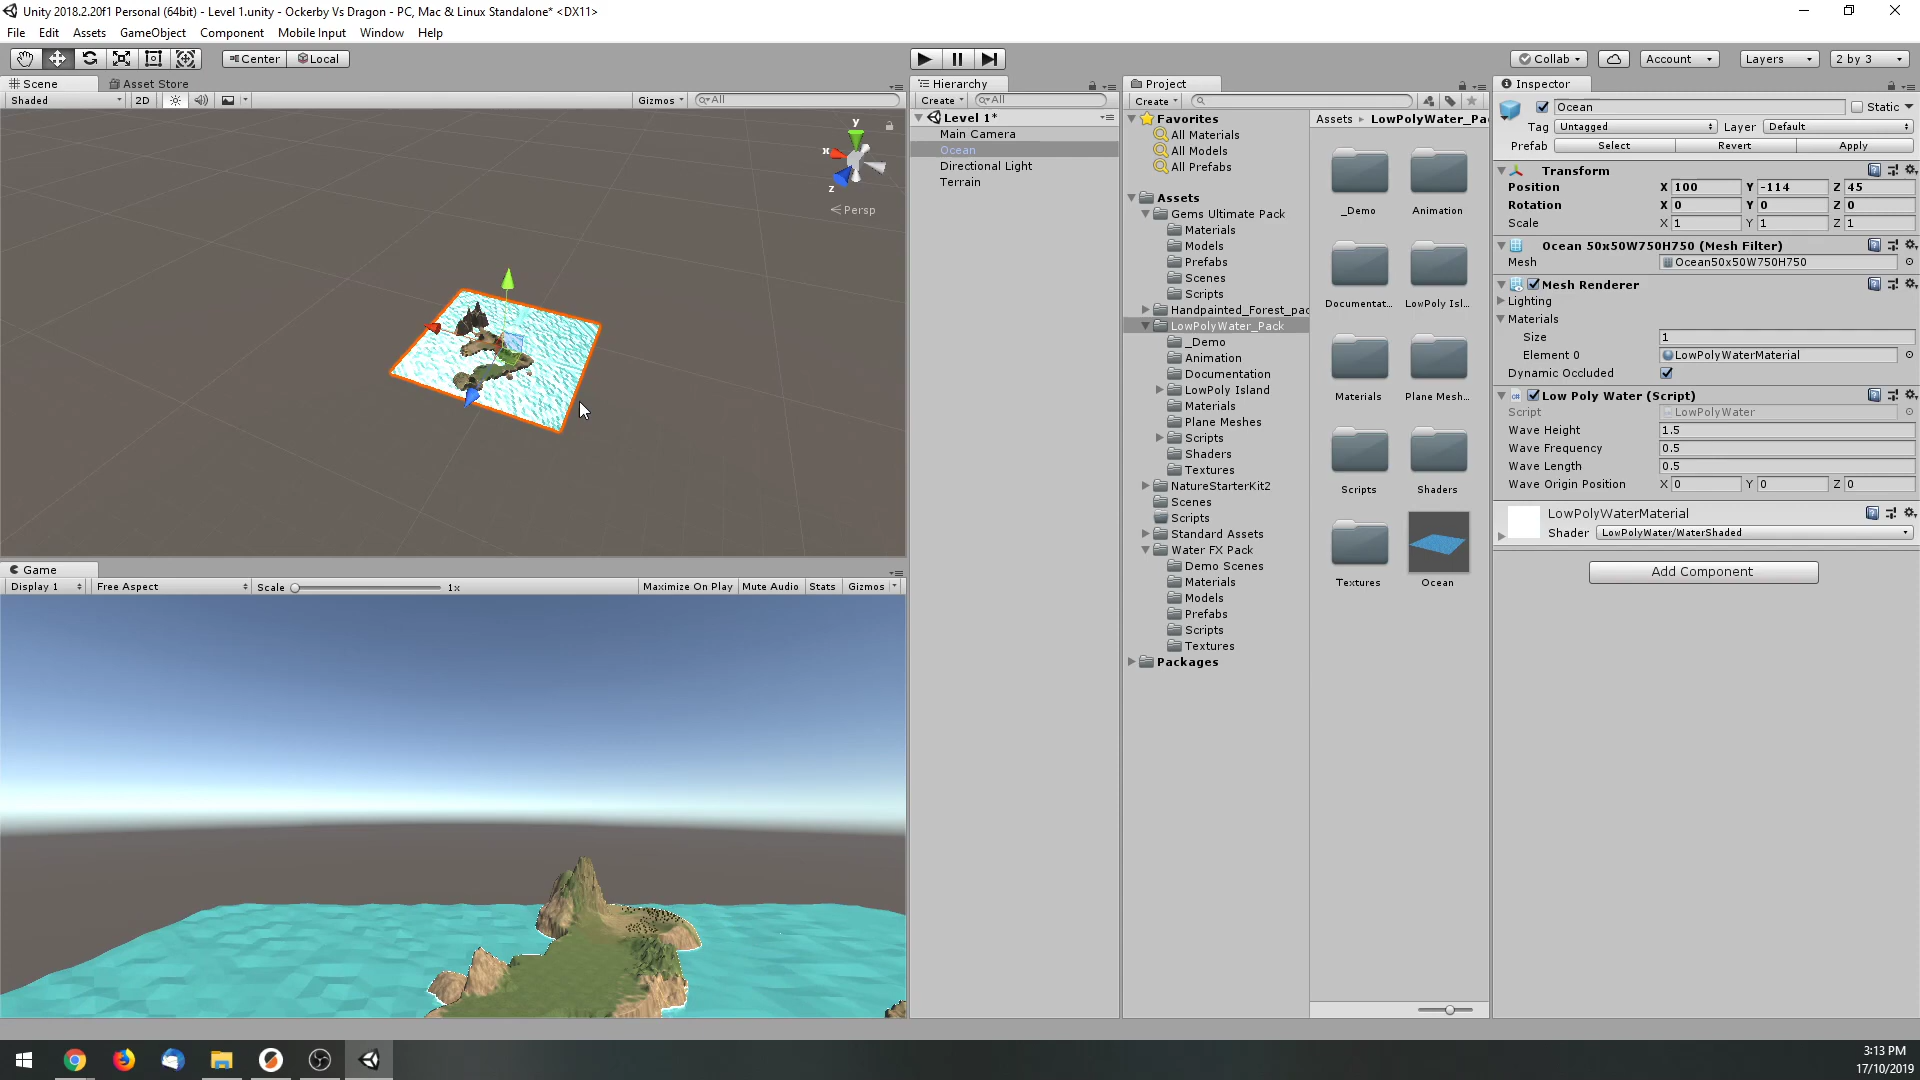 Unity 2018.2.20f1 Personal (64bit) - Level 1.unity - Ockerby Vs Dragon - PC, Mac & Linux Standalone* <DX11>
File Edit Assets GameObject Component Mobile Input Window Help
Center Local
Collab Account Layers 2 by 3
Scene Asset Store
Shaded 2D Gizmos All
y
x
z
Persp
Game
Display 1 Free Aspect Scale 1x Maximize On Play Mute Audio Stats Gizmos
Hierarchy
Create All
Level 1*
Main Camera
Ocean
Directional Light
Terrain
Project
Create
Favorites
All Materials
All Models
All Prefabs
Assets
Gems Ultimate Pack
Materials
Models
Prefabs
Scenes
Scripts
Handpainted_Forest_pac
LowPolyWater_Pack
_Demo
Animation
Documentation
LowPoly Island
Materials
Plane Meshes
Scripts
Shaders
Textures
NatureStarterKit2
Scenes
Scripts
Standard Assets
Water FX Pack
Demo Scenes
Materials
Models
Prefabs
Scripts
Textures
Packages
Assets LowPolyWater_Pa
_Demo Animation
Documentat... LowPoly Isl...
Materials Plane Mesh...
Scripts Shaders
Textures Ocean
Inspector
Ocean Static
Tag Untagged Layer Default
Prefab Select Revert Apply
Transform
Position X 100 Y -114 Z 45
Rotation X 0 Y 0 Z 0
Scale X 1 Y 1 Z 1
Ocean 50x50W750H750 (Mesh Filter)
Mesh Ocean50x50W750H750
Mesh Renderer
Lighting
Materials
Size 1
Element 0 LowPolyWaterMaterial
Dynamic Occluded
Low Poly Water (Script)
Script LowPolyWater
Wave Height 1.5
Wave Frequency 0.5
Wave Length 0.5
Wave Origin Position X 0 Y 0 Z 0
LowPolyWaterMaterial
Shader LowPolyWater/WaterShaded
Add Component
3:13 PM
17/10/2019